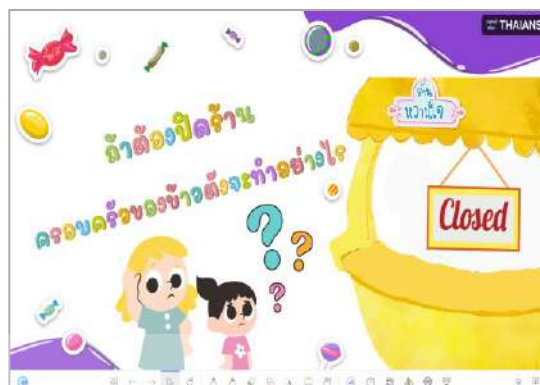 THAIANS
ร้าน
หวานใจ
ถ้าต้องปิดร้าน
ครอบครัวของข้าวตังจะทำอย่างไร
Closed
???